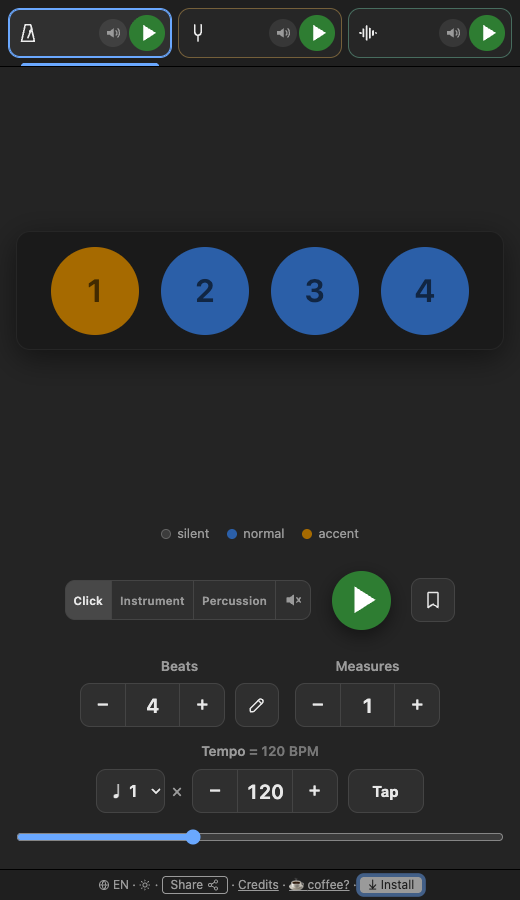 1 2 3 4
silent normal accent
Click Instrument Percussion
Beats Measures
− 4 + − 1 +
Tempo = 120 BPM
♩ 1 × − 120 + Tap
EN · · Share · Credits · ☕ coffee? · Install